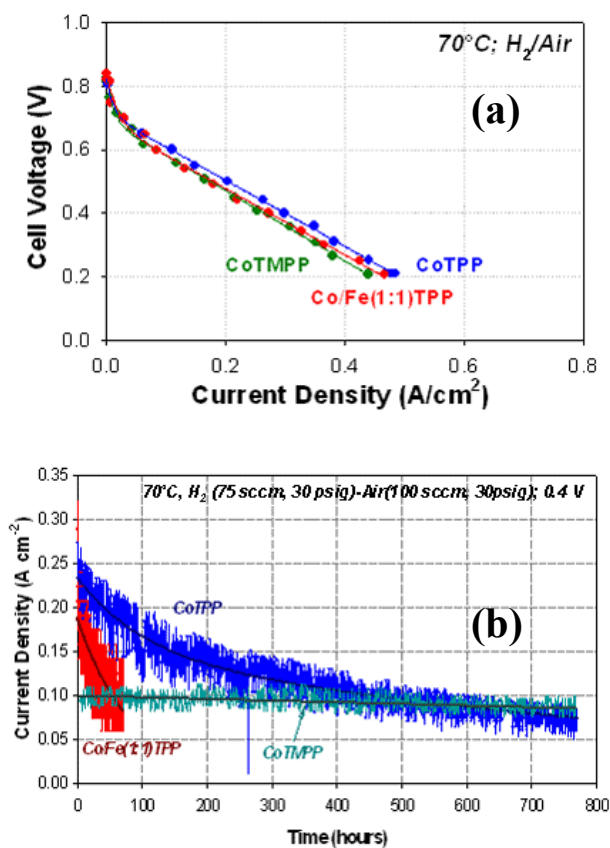 70°C; H2/Air
(a)
1.0
0.8
0.6
0.4
0.2
0.0
Cell Voltage (V)
CoTMPP
CoTPP
Co/Fe(1:1)TPP
0.0 0.2 0.4 0.6 0.8
Current Density (A/cm2)
70°C, H2 (75 sccm, 30 psig)-Air(100 sccm, 30psig); 0.4 V
0.35
0.30
0.25
0.20
0.15
0.10
0.05
0.00
Current Density (A cm-2)
CoTPP
(b)
CoFe(1:1)TPP
CoTMPP
0 100 200 300 400 500 600 700 800
Time(hours)